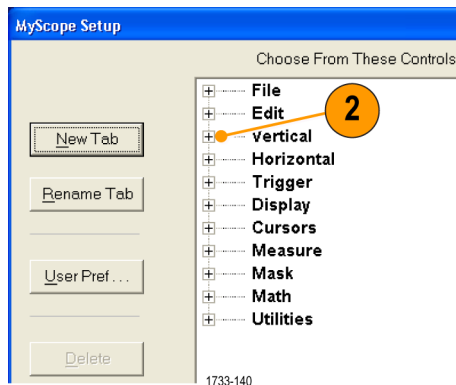 MyScope Setup
Choose From These Controls
File
Edit
2
Vertical
Horizontal
Trigger
Display
Cursors
Measure
Mask
Math
Utilities
New Tab
Rename Tab
User Pref...
Delete
1733-140